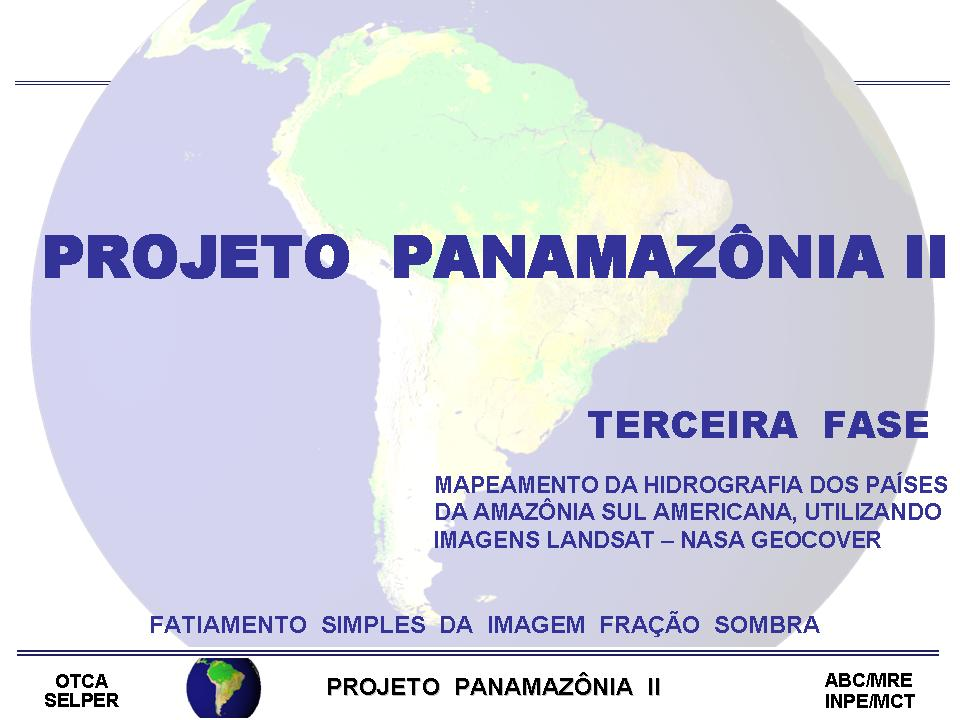 PROJETO PANAMAZÔNIA II
TERCEIRA FASE
MAPEAMENTO DA HIDROGRAFIA DOS PAÍSES
DA AMAZÔNIA SUL AMERICANA, UTILIZANDO
IMAGENS LANDSAT – NASA GEOCOVER
FATIAMENTO SIMPLES DA IMAGEM FRAÇÃO SOMBRA
OTCA
SELPER
PROJETO PANAMAZÔNIA II
ABC/MRE
INPE/MCT